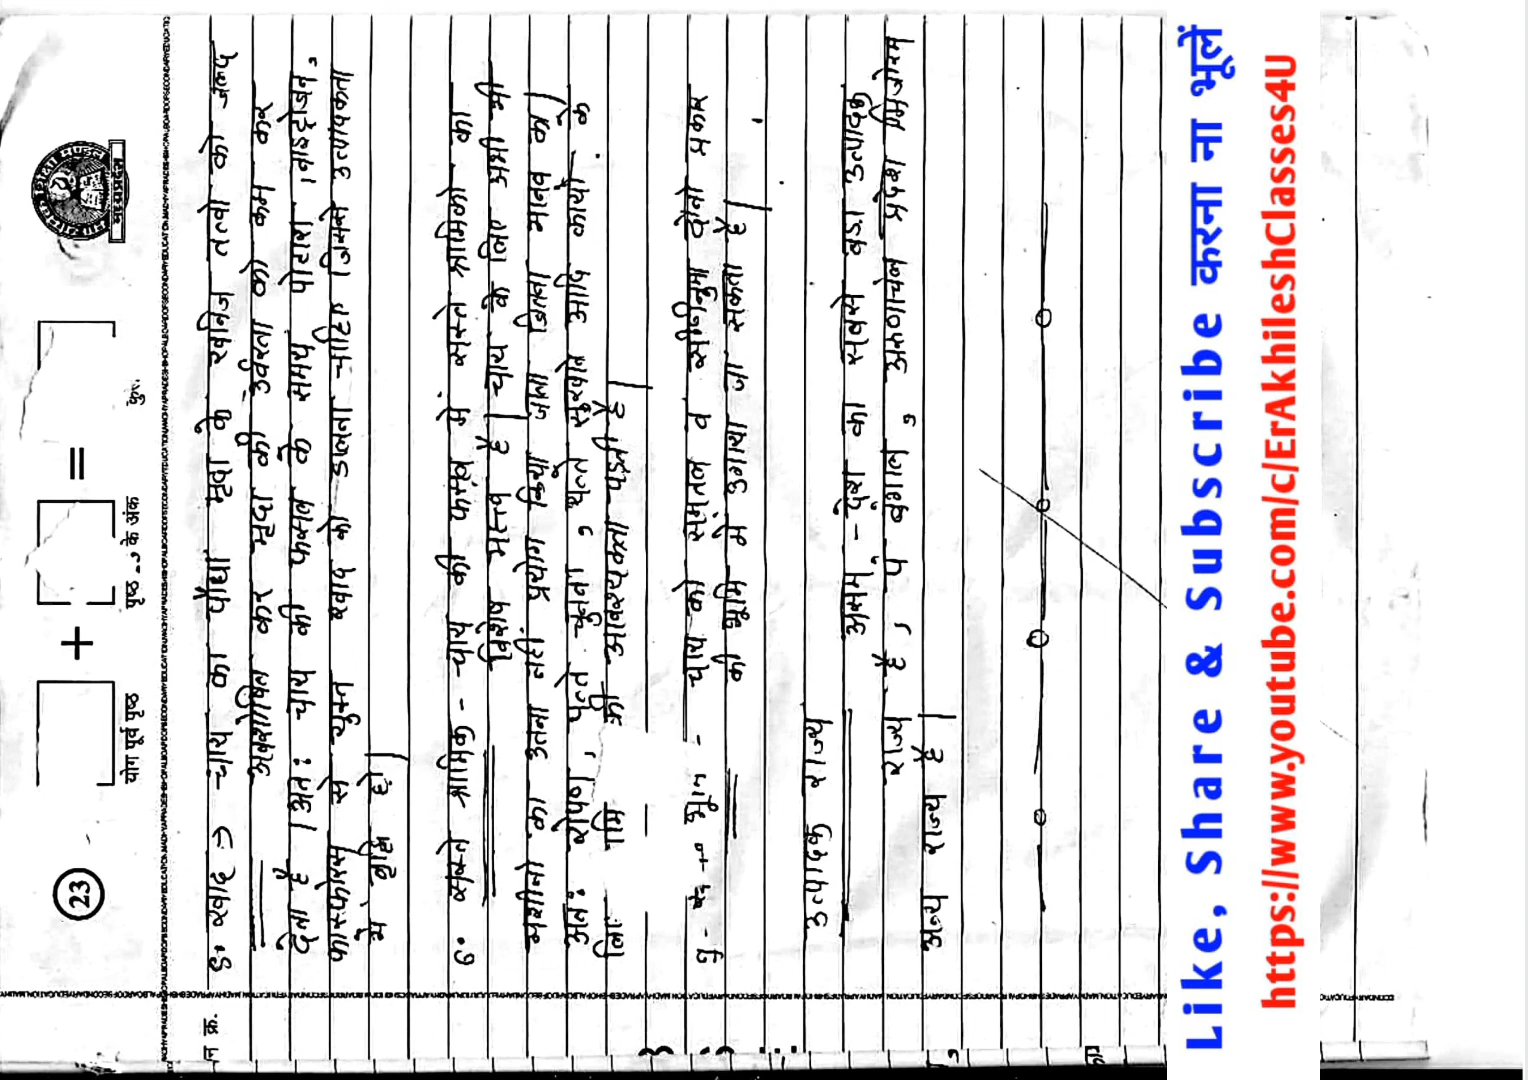 23
योग पूर्व पृष्ठ + पृष्ठ के अंक = कुल
न क्र.
5. खाद → चाय का पौधा मृदा के खनिज तत्वो को जल्द
अवशोषित कर मृदा की उर्वरता को कम कर
देता है। अतः चाय की फसल के समय पोटाश, नाइट्रोजन,
फास्फोरस से युक्त खाद को डालना चाहिए जिससे उत्पादकता
में वृद्धि हो।
6. सस्ते श्रमिक - चाय की फसल में सस्ते श्रमिको का
विशेष महत्व है। चाय के लिए अभी भी
मशीनो का उतना नही प्रयोग किया जाता जितना मानव का।
अतः रोपण, पत्ते चुनना, पत्ते सुखाने आदि कार्यो के
की आवश्यकता पड़ती है।
चाय को समतल व सीढ़ीनुमा दोनो प्रकार
की भूमि में उगाया जा सकता है।
उत्पादक राज्य
असम - देश का सबसे बड़ा उत्पादक
राज्य है, प. बंगाल, अरुणाचल प्रदेश मिजोरम
अन्य राज्य है।
Like, Share & Subscribe करना ना भूलें
https://www.youtube.com/c/ErAkhileshClasses4U